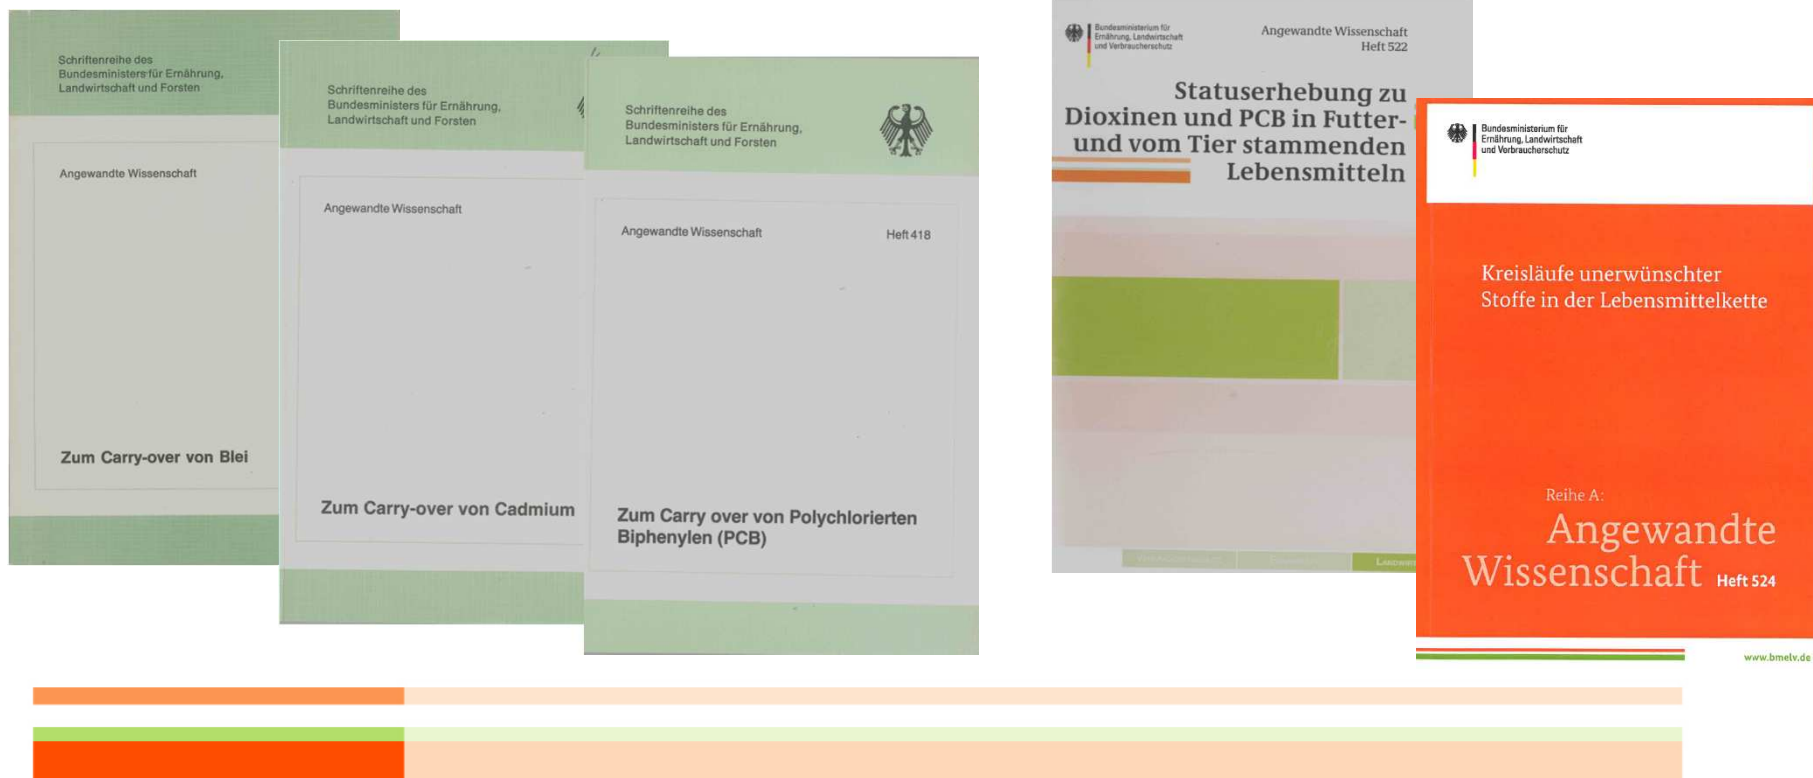 Schriftenreihe des
Bundesministers für Ernährung,
Landwirtschaft und Forsten
Angewandte Wissenschaft
Zum Carry-over von Blei
Schriftenreihe des
Bundesministers für Ernährung,
Landwirtschaft und Forsten
Angewandte Wissenschaft
Zum Carry-over von Cadmium
Schriftenreihe des
Bundesministers für Ernährung,
Landwirtschaft und Forsten
Angewandte Wissenschaft Heft 418
Zum Carry over von Polychlorierten
Biphenylen (PCB)
Bundesministerium für
Ernährung, Landwirtschaft
und Verbraucherschutz
Angewandte Wissenschaft
Heft 522
Statuserhebung zu
Dioxinen und PCB in Futter-
und vom Tier stammenden
Lebensmitteln
Bundesministerium für
Ernährung, Landwirtschaft
und Verbraucherschutz
Kreisläufe unerwünschter
Stoffe in der Lebensmittelkette
Reihe A:
Angewandte
Wissenschaft Heft 524
www.bmelv.de